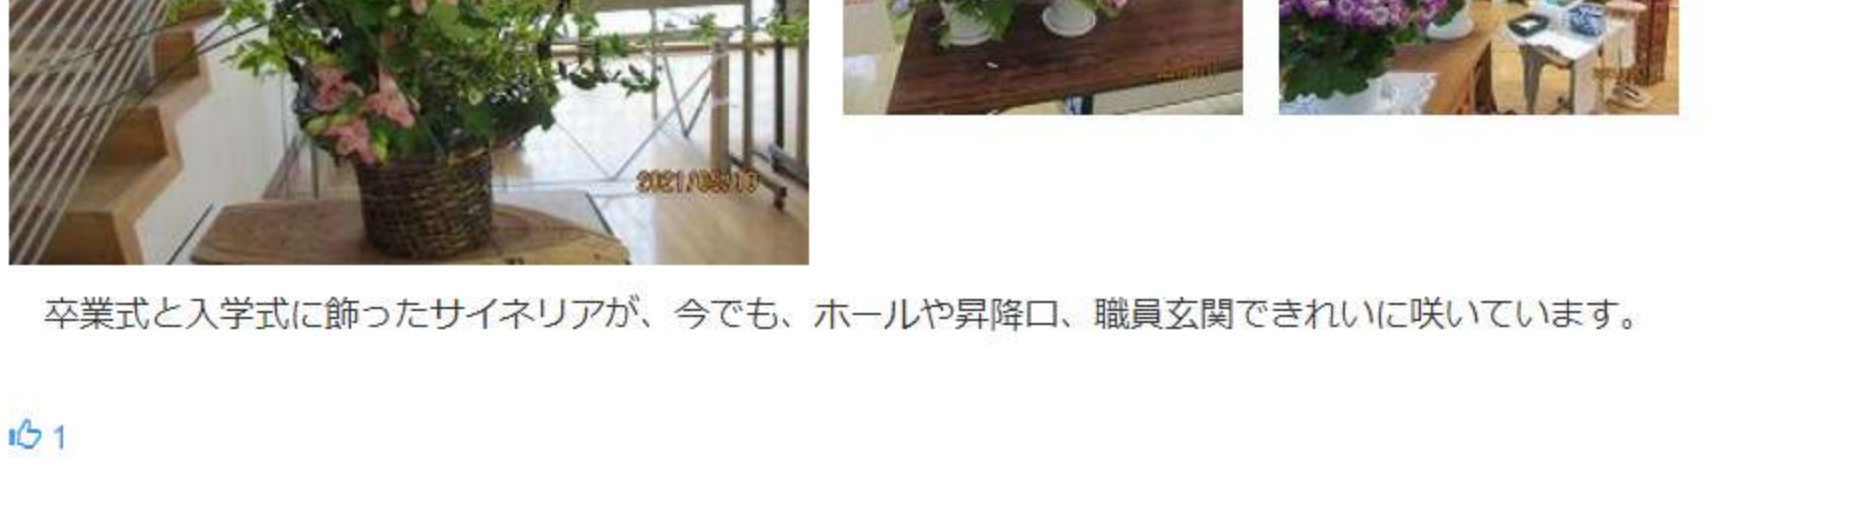 卒業式と入学式に飾ったサイネリアが、今でも、ホールや昇降口、職員玄関できれいに咲いています。
1